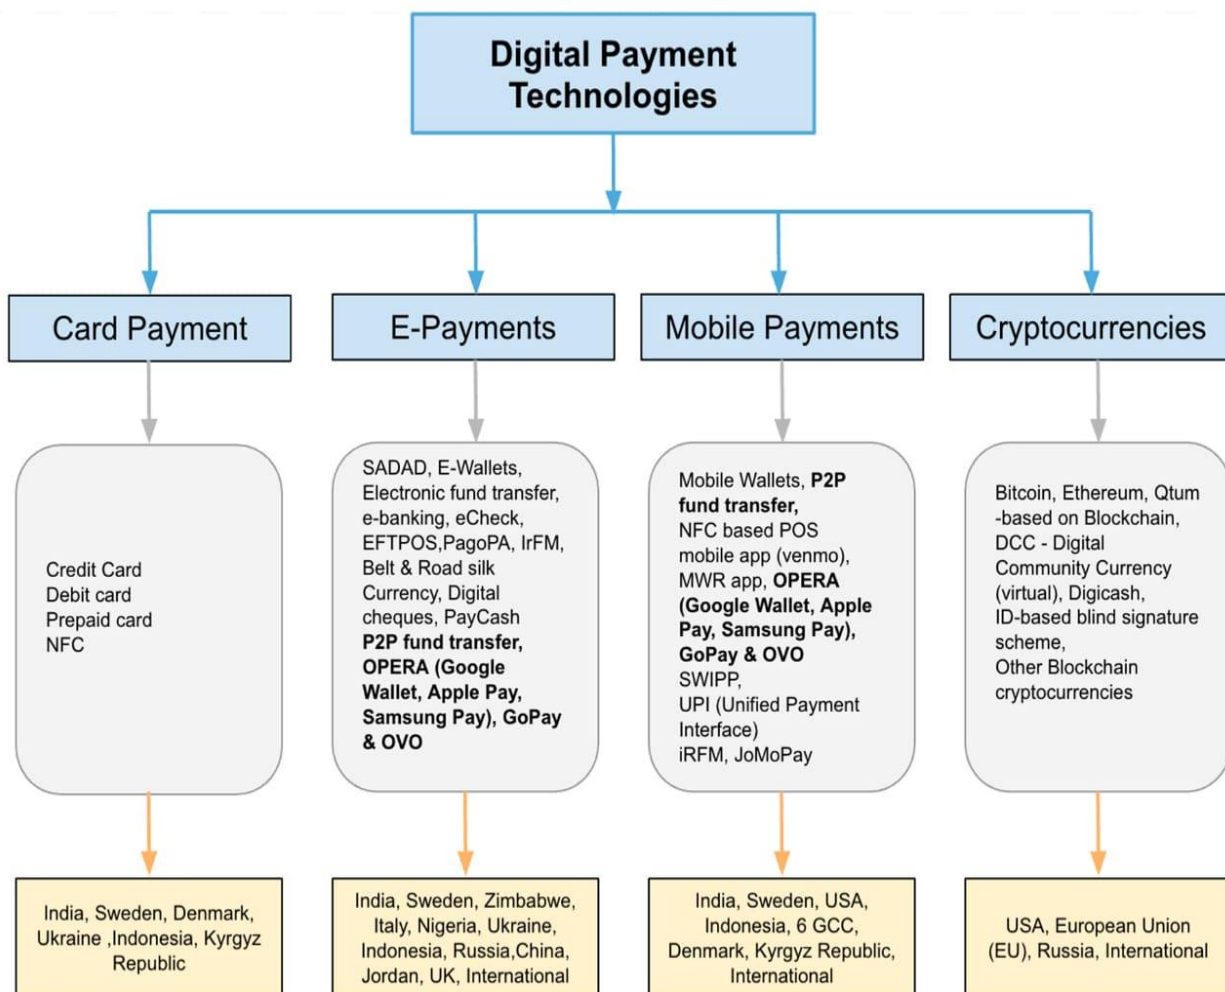 Digital Payment
Technologies
Card Payment
E-Payments
Mobile Payments
Cryptocurrencies
Credit Card
Debit card
Prepaid card
NFC
SADAD, E-Wallets,
Electronic fund transfer,
e-banking, eCheck,
EFTPOS,PagoPA, IrFM,
Belt & Road silk
Currency, Digital
cheques, PayCash
P2P fund transfer,
OPERA (Google
Wallet, Apple Pay,
Samsung Pay), GoPay
& OVO
Mobile Wallets, P2P
fund transfer,
NFC based POS
mobile app (venmo),
MWR app, OPERA
(Google Wallet, Apple
Pay, Samsung Pay),
GoPay & OVO
SWIPP,
UPI (Unified Payment
Interface)
iRFM, JoMoPay
Bitcoin, Ethereum, Qtum
-based on Blockchain,
DCC - Digital
Community Currency
(virtual), Digicash,
ID-based blind signature
scheme,
Other Blockchain
cryptocurrencies
India, Sweden, Denmark,
Ukraine ,Indonesia, Kyrgyz
Republic
India, Sweden, Zimbabwe,
Italy, Nigeria, Ukraine,
Indonesia, Russia,China,
Jordan, UK, International
India, Sweden, USA,
Indonesia, 6 GCC,
Denmark, Kyrgyz Republic,
International
USA, European Union
(EU), Russia, International